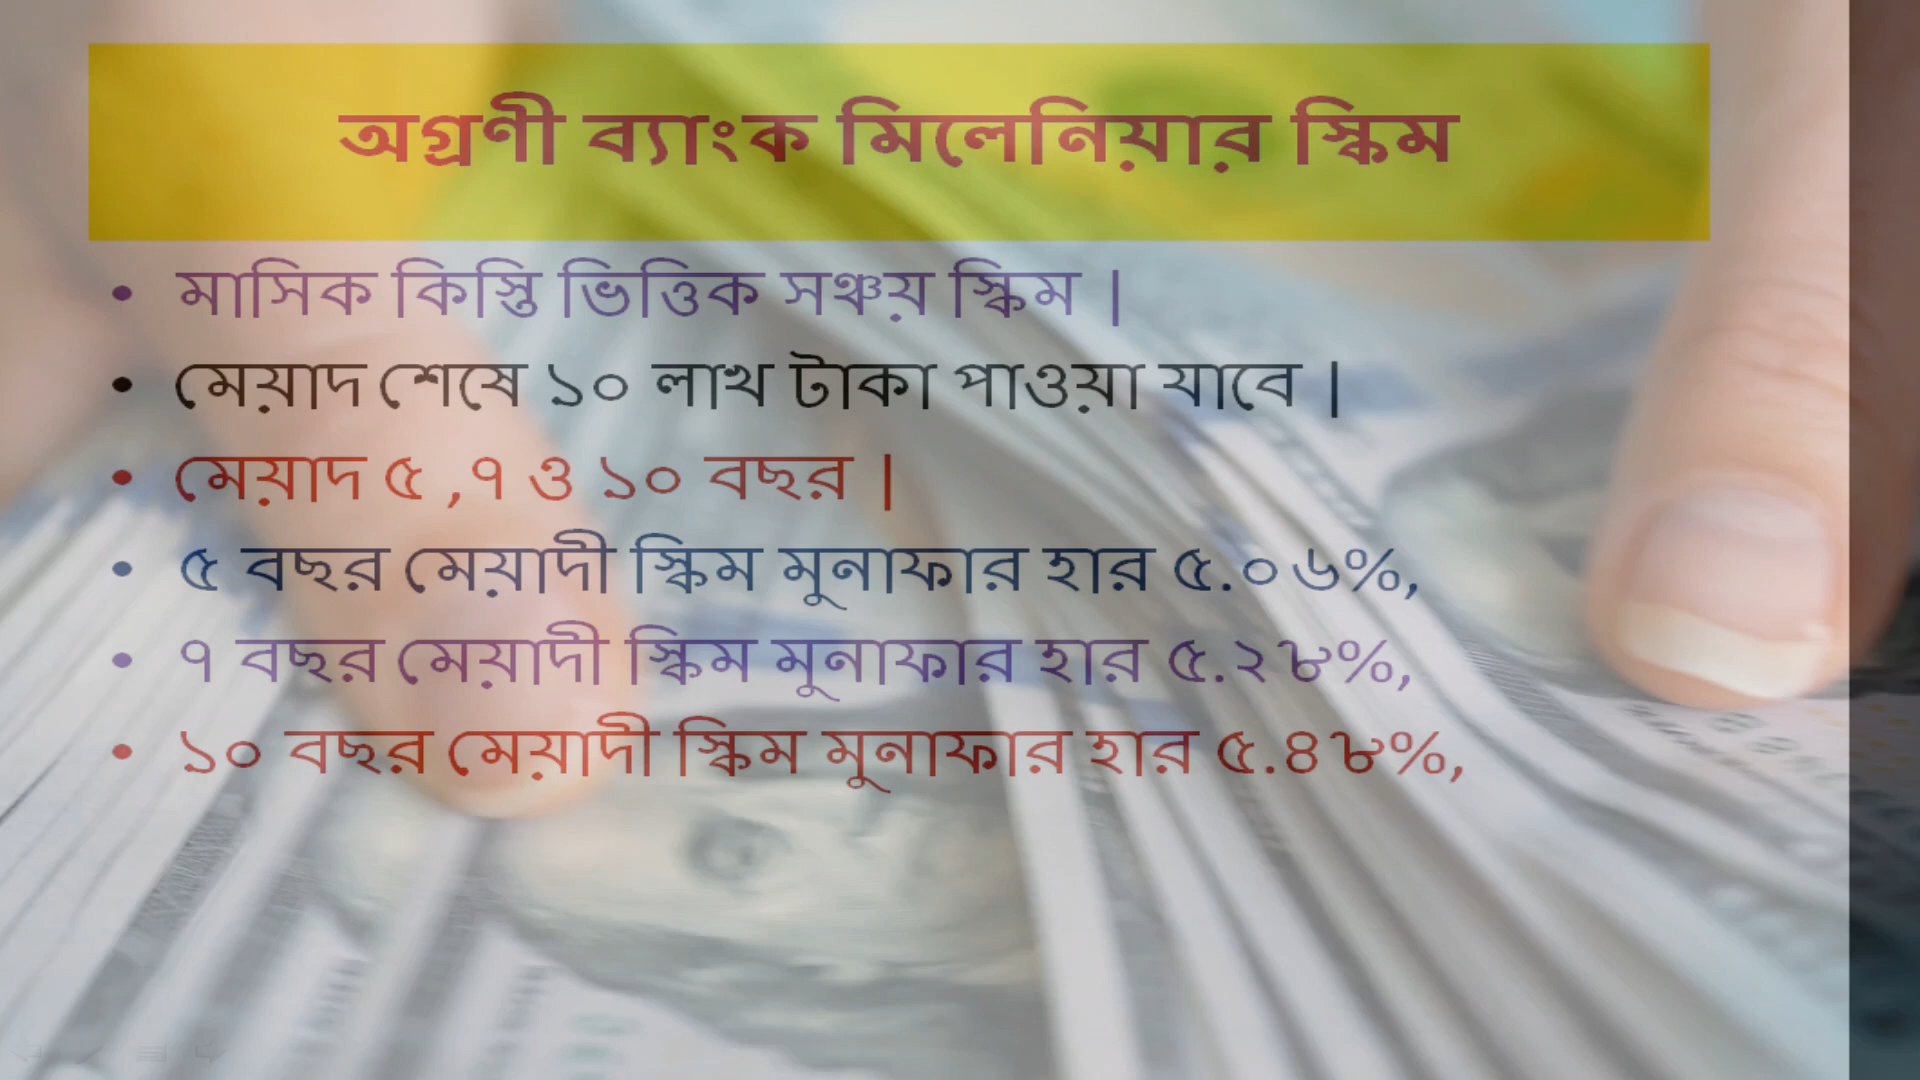 অগ্রণী ব্যাংক মিলেনিয়ার স্কিম
• মাসিক কিস্তি ভিত্তিক সঞ্চয় স্কিম |
• মেয়াদ শেষে ১০ লাখ টাকা পাওয়া যাবে |
• মেয়াদ ৫ ,৭ ও ১০ বছর |
• ৫ বছর মেয়াদী স্কিম মুনাফার হার ৫.০৬%,
• ৭ বছর মেয়াদী স্কিম মুনাফার হার ৫.২৮%,
• ১০ বছর মেয়াদী স্কিম মুনাফার হার ৫.৪৮%,